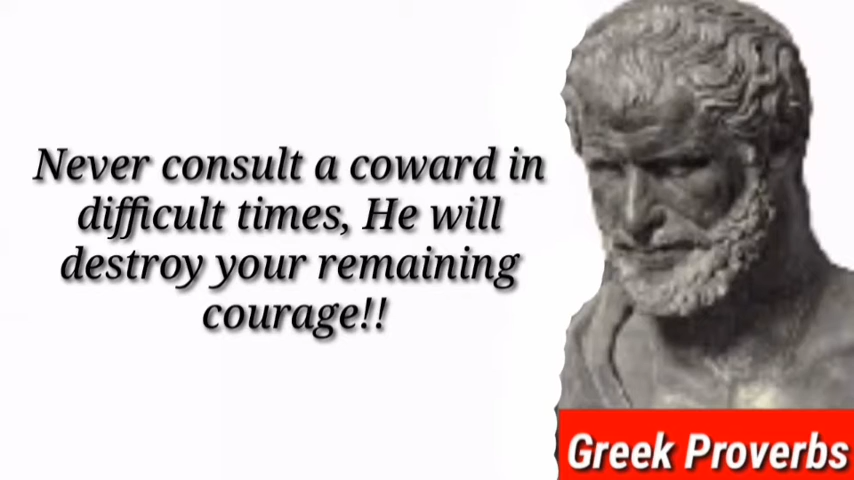 Never consult a coward in
difficult times, He will
destroy your remaining
courage!!
Greek Proverbs